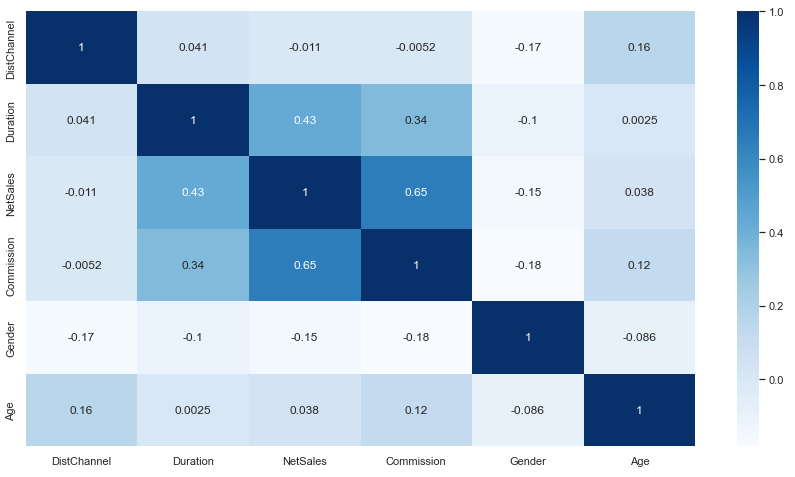 DistChannel 1 0.041 -0.011 -0.0052 -0.17 0.16
Duration 0.041 1 0.43 0.34 -0.1 0.0025
NetSales -0.011 0.43 1 0.65 -0.15 0.038
Commission -0.0052 0.34 0.65 1 -0.18 0.12
Gender -0.17 -0.1 -0.15 -0.18 1 -0.086
Age 0.16 0.0025 0.038 0.12 -0.086 1
DistChannel Duration NetSales Commission Gender Age
1.0
0.8
0.6
0.4
0.2
0.0